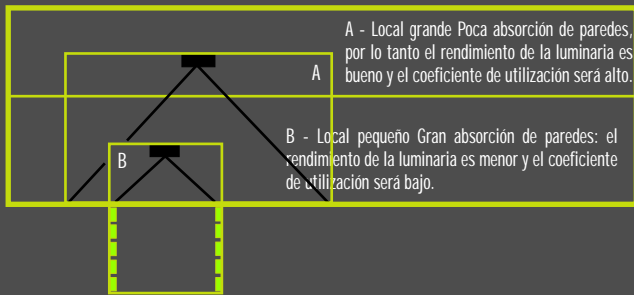 A - Local grande Poca absorción de paredes,
por lo tanto el rendimiento de la luminaria es
bueno y el coeficiente de utilización será alto.
A
B - Local pequeño Gran absorción de paredes: el
rendimiento de la luminaria es menor y el coeficiente
de utilización será bajo.
B